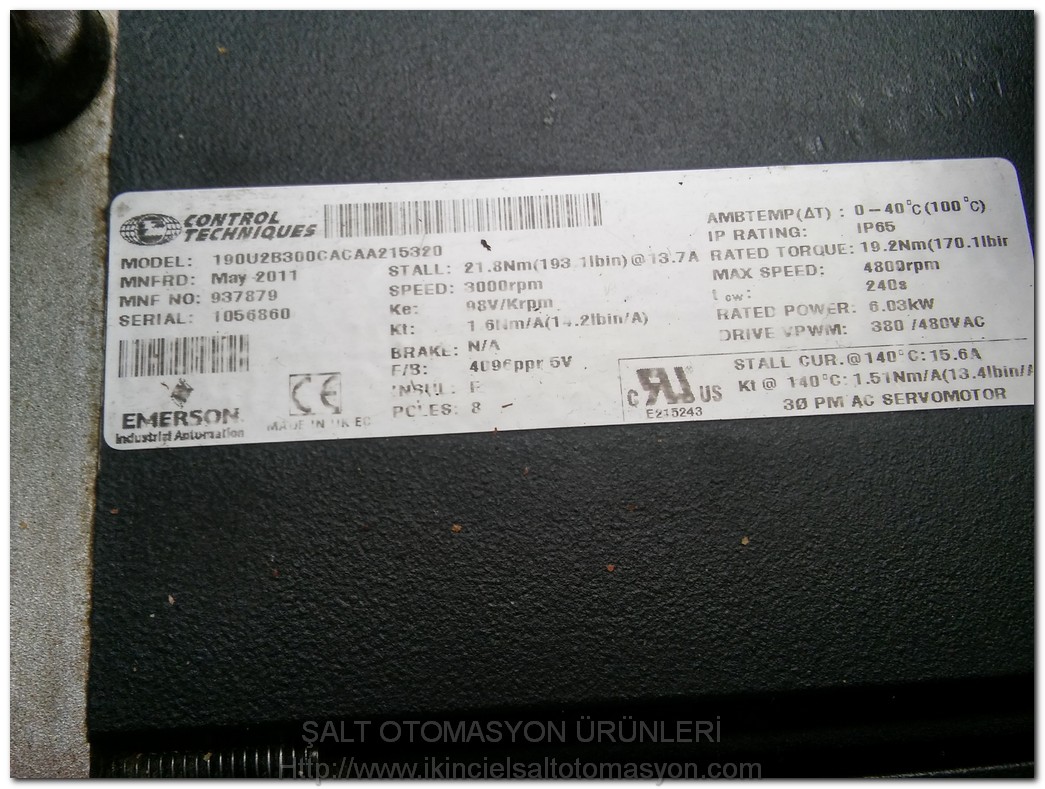 CONTROL
TECHNIQUES
MODEL: 190U2B300CACAA215320
MNFRD: May 2011
MNF NO: 937879
SERIAL: 1056860
EMERSON
Industrial Automation
CE
MADE IN UK EC
STALL: 21.8Nm(193.1lbin)@13.7A
SPEED: 3000rpm
Ke: 98V/Krpm
Kt: 1.6Nm/A(14.2lbin/A)
BRAKE: N/A
F/B: 4096ppr 5V
INSUL: F
POLES: 8
AMBTEMP(ΔT) : 0-40°C(100°C)
IP RATING: IP65
RATED TORQUE: 19.2Nm(170.1lbin
MAX SPEED: 4800rpm
240s
RATED POWER: 6.03kW
DRIVE VPWM: 380/480VAC
c US
E215243
STALL CUR.@140°C:15.6A
Kt @ 140°C: 1.51Nm/A(13.4lbin/A
3Ø PM AC SERVOMOTOR
ŞALT OTOMASYON ÜRÜNLERİ
Http://www.ikincielsaltotomasyon.com